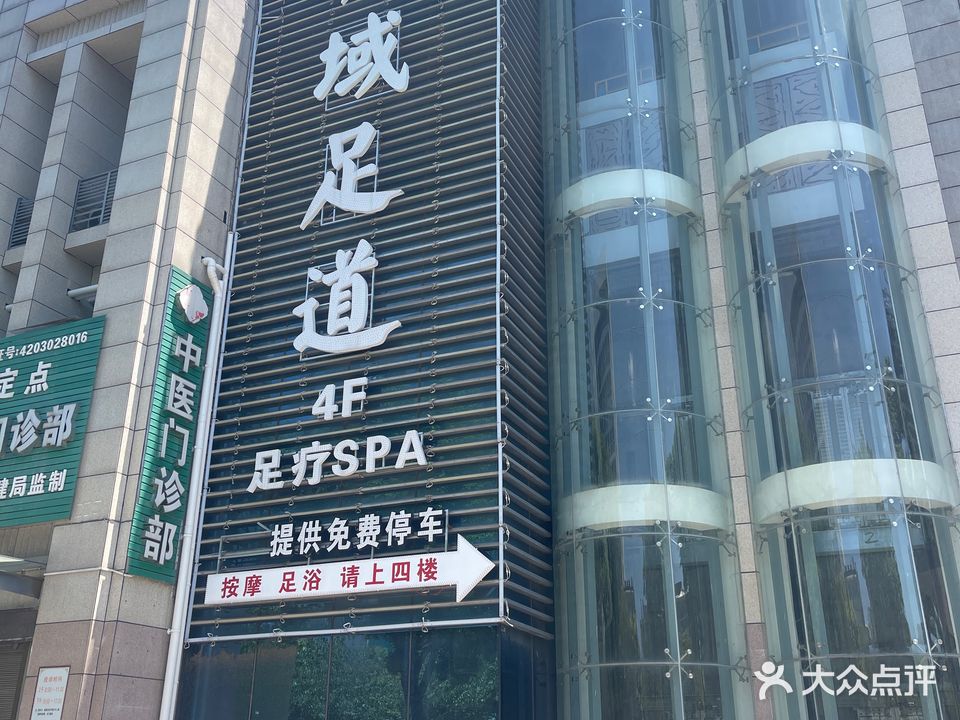 域足道
4F
足疗SPA
提供免费停车
按摩 足浴 请上四楼
中医门诊部
证号:4203028016
定点
门诊部
健局监制
大众点评